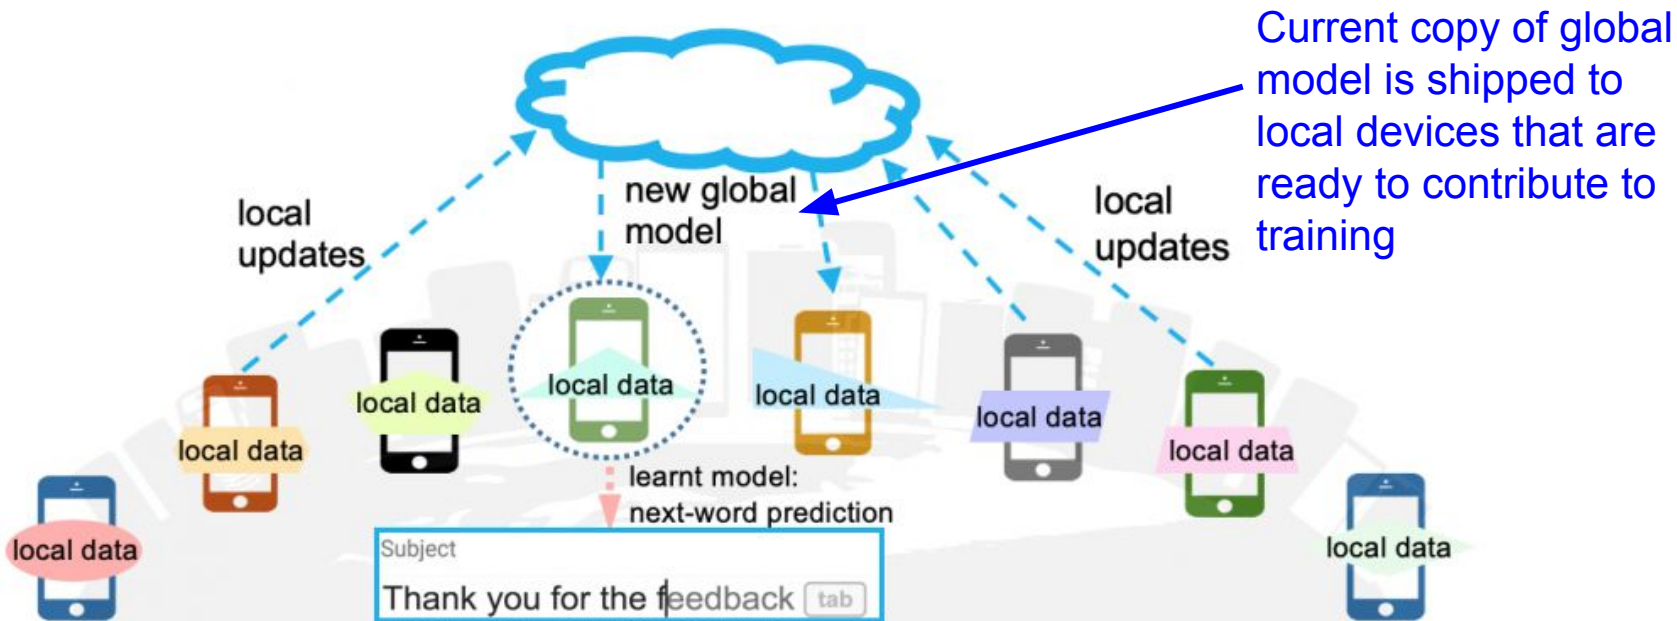 Current copy of global
model is shipped to
local devices that are
ready to contribute to
training
new global
model
local
updates
local
updates
local data
local data
local data
local data
local data
local data
local data
local data
learnt model:
next-word prediction
Subject
Thank you for the feedback tab